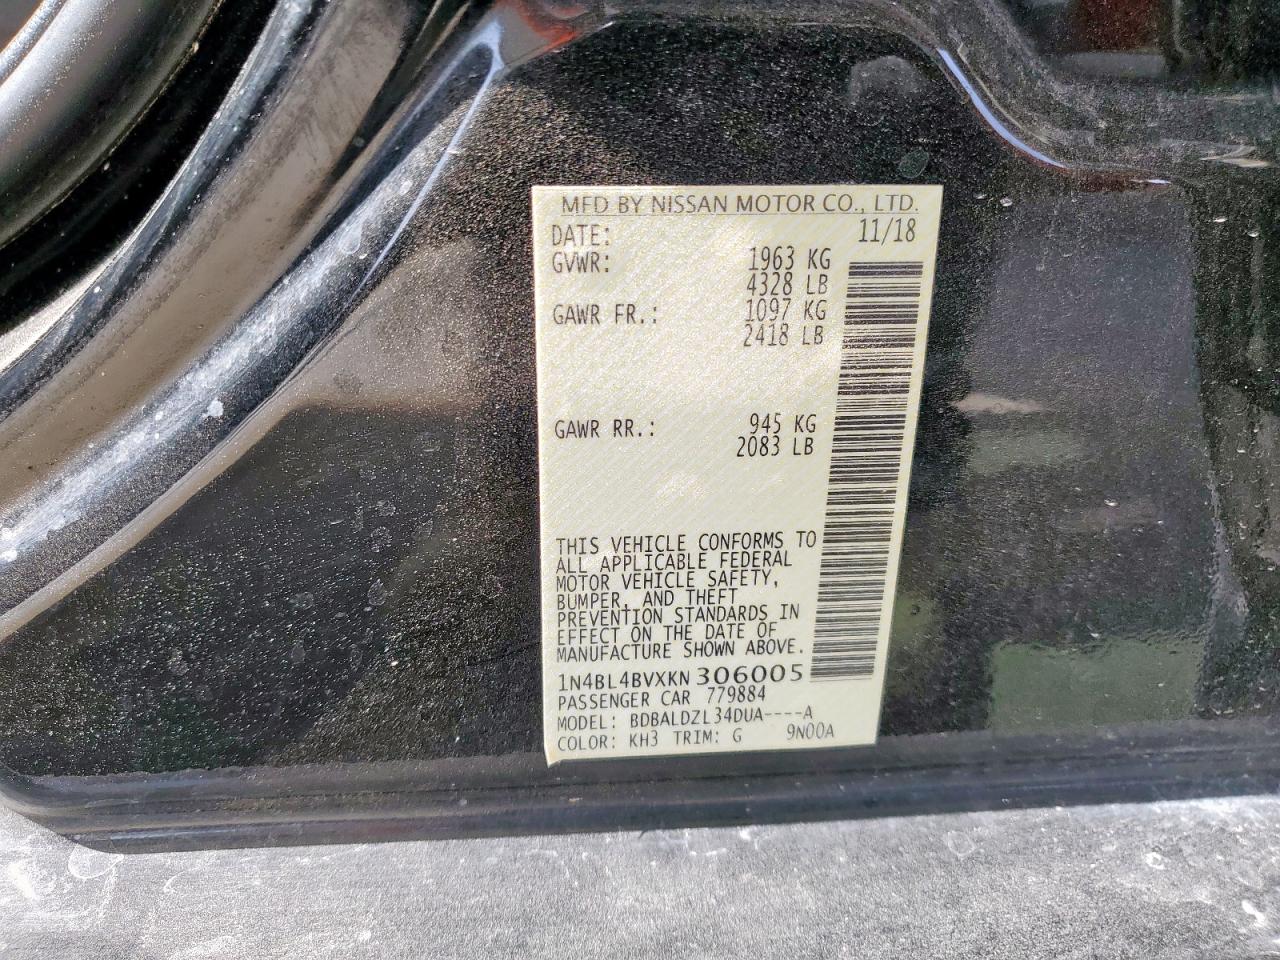 MFD BY NISSAN MOTOR CO., LTD.
DATE: 11/18
GVWR: 1963 KG
4328 LB
GAWR FR.: 1097 KG
2418 LB
GAWR RR.: 945 KG
2083 LB
THIS VEHICLE CONFORMS TO
ALL APPLICABLE FEDERAL
MOTOR VEHICLE SAFETY,
BUMPER, AND THEFT
PREVENTION STANDARDS IN
EFFECT ON THE DATE OF
MANUFACTURE SHOWN ABOVE.
1N4BL4BVXKN306005
PASSENGER CAR 779884
MODEL: BDBALDZL34DUA----A
COLOR: KH3 TRIM: G 9N00A